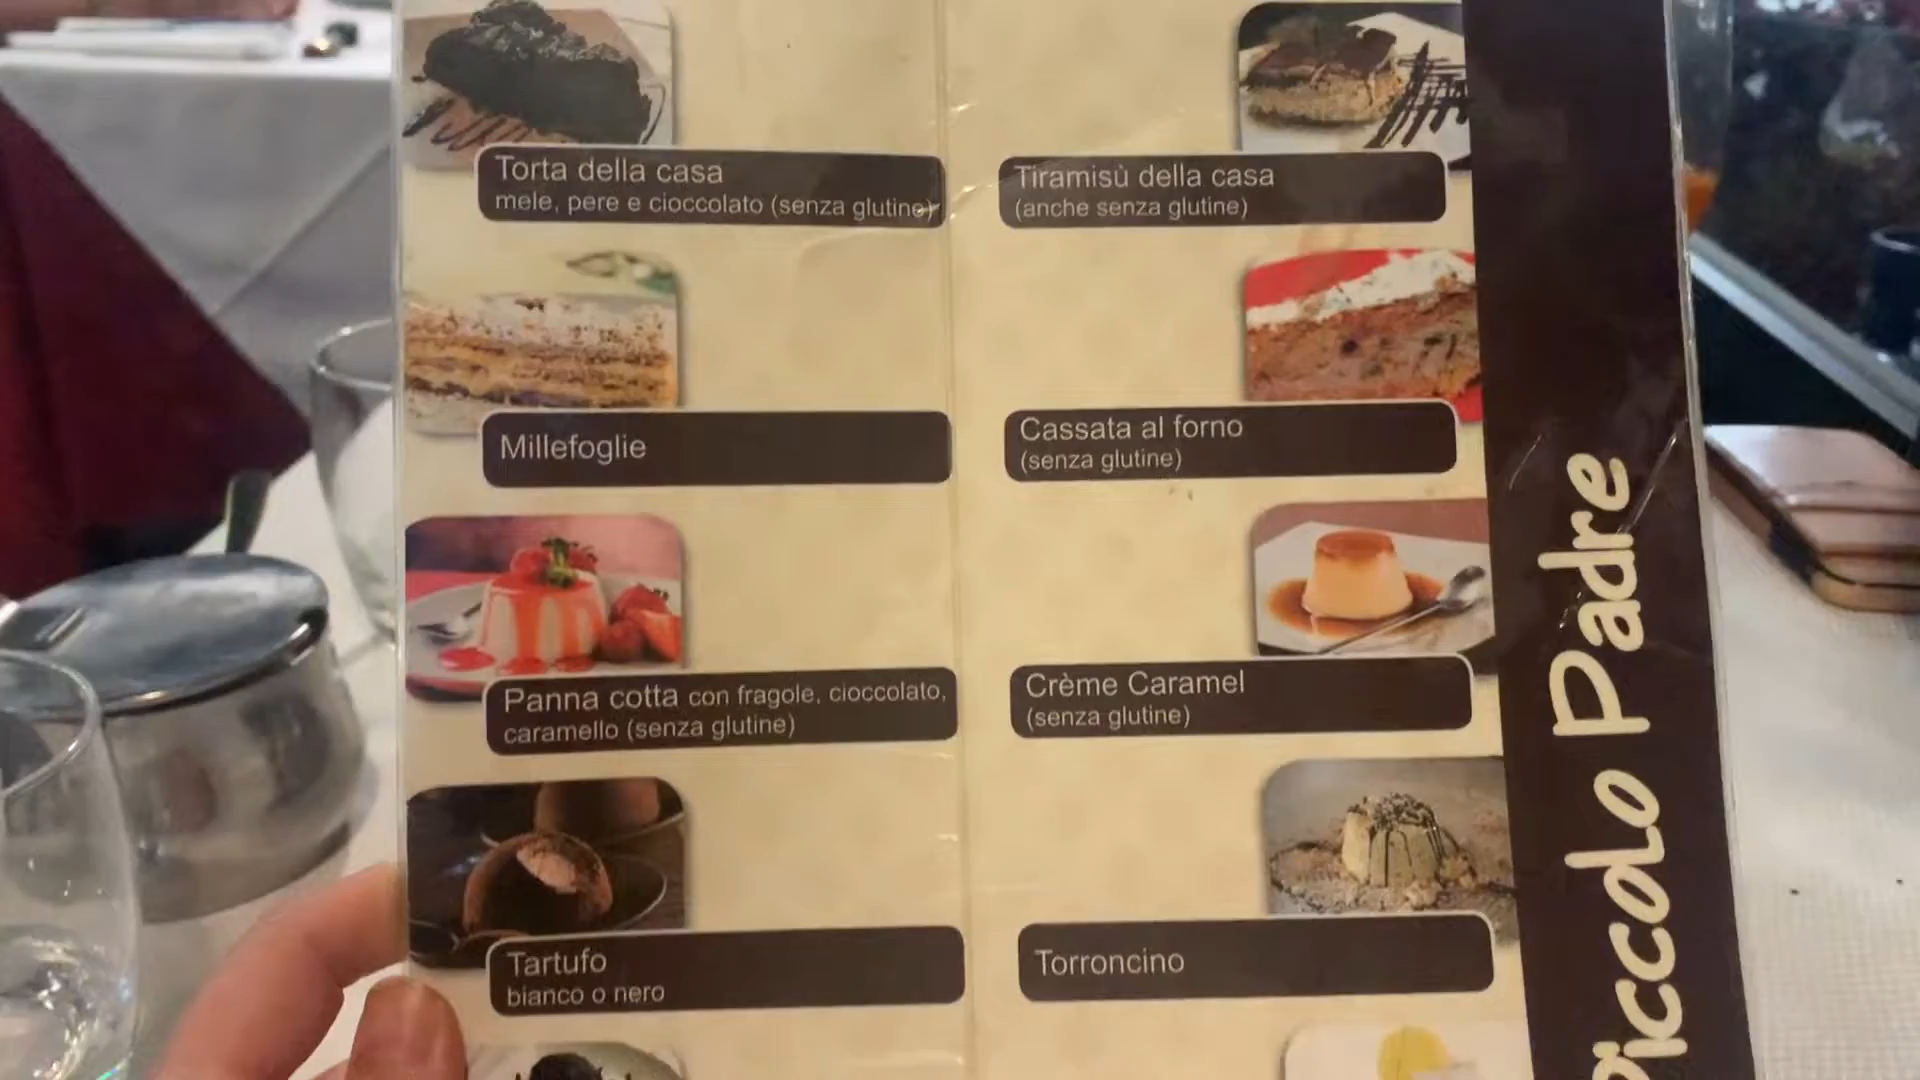 Torta della casa
mele, pere e cioccolato (senza glutine)
Tiramisù della casa
(anche senza glutine)
Millefoglie
Cassata al forno
(senza glutine)
Panna cotta con fragole, cioccolato,
caramello (senza glutine)
Crème Caramel
(senza glutine)
Tartufo
bianco o nero
Torroncino
Piccolo Padre